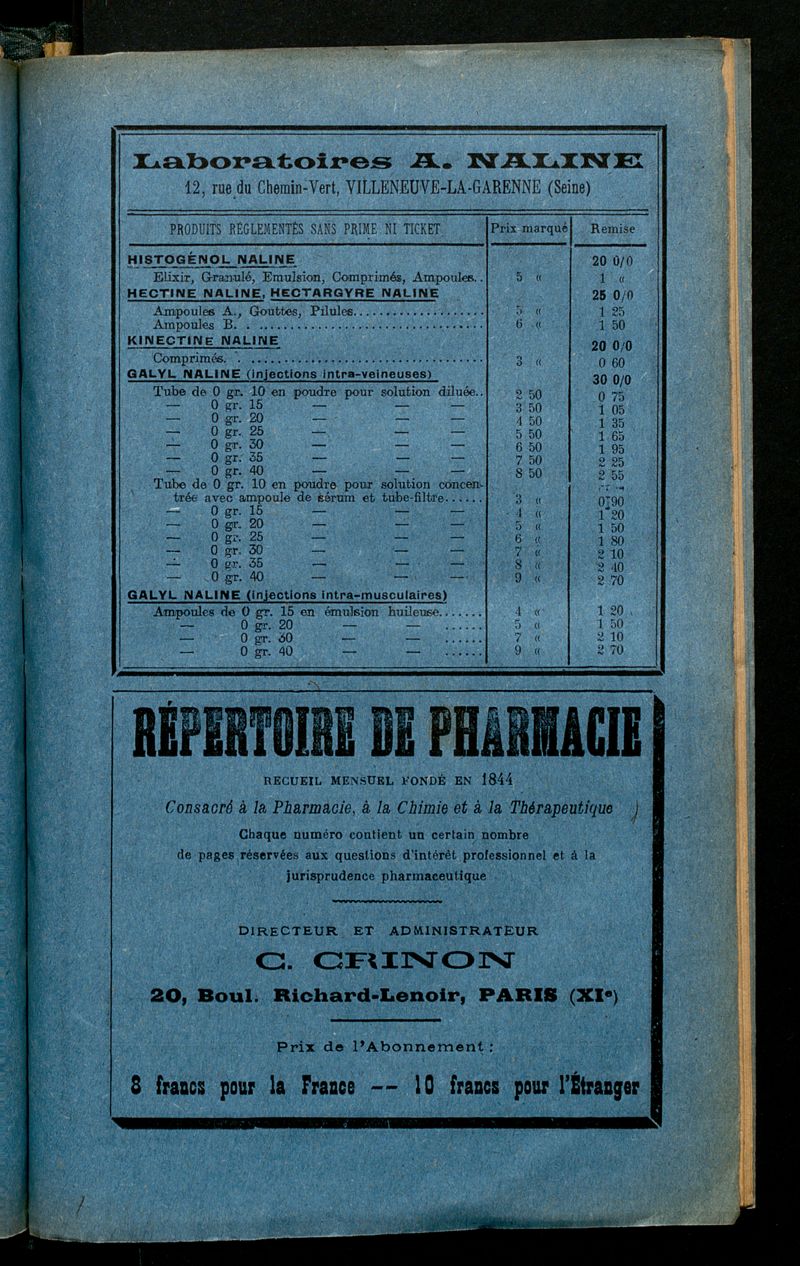 Laboratoires A. NALINE
12, rue du Chemin-Vert, VILLENEUVE-LA-GARENNE (Seine)
PRODUITS RÉGLEMENTÉS SANS PRIME NI TICKET Prix marqué Remise
HISTOGÉNOL NALINE 20 0/0
Elixir, Granulé, Emulsion, Comprimés, Ampoules.. 5 « 1 «
HECTINE NALINE, HECTARGYRE NALINE 25 0/0
Ampoules A., Gouttes, Pilules.................... 5 « 1 25
Ampoules B. ...................................... 6 « 1 50
KINECTINE NALINE 20 0/0
Comprimés. ...................................... 3 « 0 60
GALYL NALINE (injections intra-veineuses) 30 0/0
Tube de 0 gr. 10 en poudre pour solution diluée.. 2 50 0 75
— 0 gr. 15 — — — 3 50 1 05
— 0 gr. 20 — — — 4 50 1 35
— 0 gr. 25 — — — 5 50 1 65
— 0 gr. 30 — — — 6 50 1 95
— 0 gr. 35 — — — 7 50 2 25
— 0 gr. 40 — — — 8 50 2 55
Tube de 0 gr. 10 en poudre pour solution concen-
trée avec ampoule de sérum et tube-filtre...... 3 « 0 90
— 0 gr. 15 — — — 4 « 1 20
— 0 gr. 20 — — — 5 « 1 50
— 0 gr. 25 — — — 6 « 1 80
— 0 gr. 30 — — — 7 « 2 10
— 0 gr. 35 — — — 8 « 2 40
— 0 gr. 40 — — — 9 « 2 70
GALYL NALINE (injections intra-musculaires)
Ampoules de 0 gr. 15 en émulsion huileuse....... 4 « 1 20
— 0 gr. 20 — — ...... 5 « 1 50
— 0 gr. 30 — — ...... 7 « 2 10
— 0 gr. 40 — — ...... 9 « 2 70
RÉPERTOIRE DE PHARMACIE
RECUEIL MENSUEL FONDÉ EN 1844
Consacré à la Pharmacie, à la Chimie et à la Thérapeutique
Chaque numéro contient un certain nombre
de pages réservées aux questions d'intérêt professionnel et à la
jurisprudence pharmaceutique
DIRECTEUR ET ADMINISTRATEUR
C. CRINON
20, Boul. Richard-Lenoir, PARIS (XIe)
Prix de l'Abonnement :
8 francs pour la France -- 10 francs pour l'Étranger